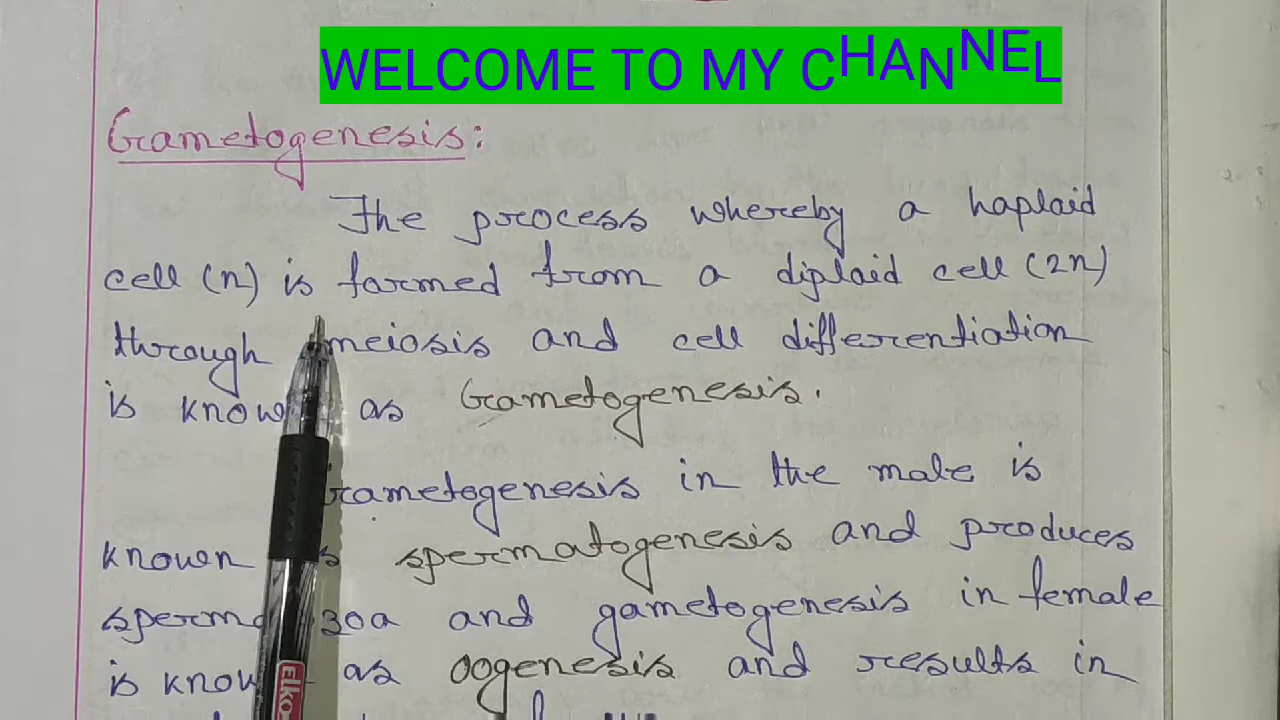 WELCOME TO MY CHANNEL
Gametogenesis:
The process whereby a haploid
cell (n) is formed from a diploid cell (2n)
through meiosis and cell differentiation
is known as Gametogenesis.
Gametogenesis in the male is
known as spermatogenesis and produces
and gametogenesis in female
is known as oogenesis and results in
elko